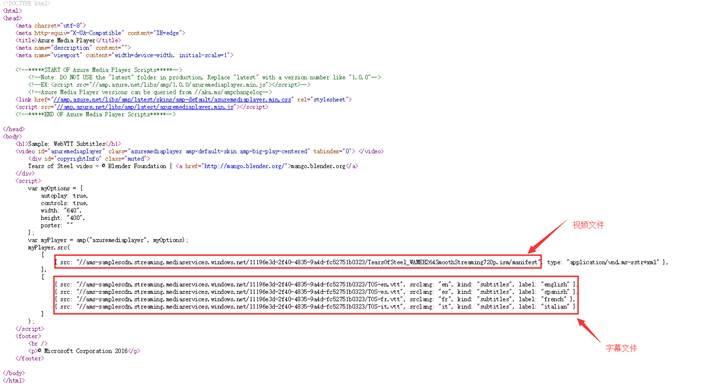 <!DOCTYPE html>
<html>
<head>
<meta charset="utf-8">
<meta http-equiv="X-UA-Compatible" content="IE=edge">
<title>Azure Media Player</title>
<meta name="description" content="">
<meta name="viewport" content="width=device-width, initial-scale=1">
<!--*****START OF Azure Media Player Scripts*****-->
<!--Note: DO NOT USE the "latest" folder in production. Replace "latest" with a version number like "1.0.0"-->
<!--EX:<script src="//amp.azure.net/libs/amp/1.0.0/azuremediaplayer.min.js"></script>-->
<!--Azure Media Player versions can be queried from //aka.ms/ampchangelog-->
<link href="//amp.azure.net/libs/amp/latest/skins/amp-default/azuremediaplayer.min.css" rel="stylesheet">
<script src="//amp.azure.net/libs/amp/latest/azuremediaplayer.min.js"></script>
<!--*****END OF Azure Media Player Scripts*****-->
</head>
<body>
<h1>Sample: WebVTT Subtitles</h1>
<video id="azuremediaplayer" class="azuremediaplayer amp-default-skin amp-big-play-centered" tabindex="0"> </video>
<div id="copyrightInfo" class="muted">
Tears of Steel video - © Blender Foundation | <a href="http://mango.blender.org/">mango.blender.org</a>
</div>
<script>
var myOptions = {
autoplay: true,
controls: true,
width: "640",
height: "400",
poster: ""
};
var myPlayer = amp("azuremediaplayer", myOptions);
myPlayer.src(
[
视频文件
{ src: "//ams-samplescdn.streaming.mediaservices.windows.net/11196e3d-2f40-4835-9a4d-fc52751b0323/TearsOfSteel_WAMEH264SmoothStreaming720p.ism/manifest", type: "application/vnd.ms-sstr+xml" },
],
[
{ src: "//ams-samplescdn.streaming.mediaservices.windows.net/11196e3d-2f40-4835-9a4d-fc52751b0323/TOS-en.vtt", srclang: "en", kind: "subtitles", label: "english" },
{ src: "//ams-samplescdn.streaming.mediaservices.windows.net/11196e3d-2f40-4835-9a4d-fc52751b0323/TOS-es.vtt", srclang: "es", kind: "subtitles", label: "spanish" },
{ src: "//ams-samplescdn.streaming.mediaservices.windows.net/11196e3d-2f40-4835-9a4d-fc52751b0323/TOS-fr.vtt", srclang: "fr", kind: "subtitles", label: "french" },
{ src: "//ams-samplescdn.streaming.mediaservices.windows.net/11196e3d-2f40-4835-9a4d-fc52751b0323/TOS-it.vtt", srclang: "it", kind: "subtitles", label: "italian" }
]
);
</script>
<footer>
字幕文件
<hr />
<p>© Microsoft Corporation 2016</p>
</footer>
</body>
</html>